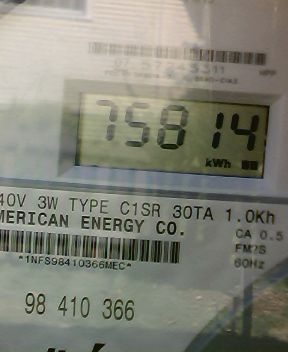 75814
kWh
40V 3W TYPE C1SR 30TA 1.0Kh
MERICAN ENERGY CO.
CA 0.5
FM2S
60Hz
*1NFS98410366MEC*
98 410 366